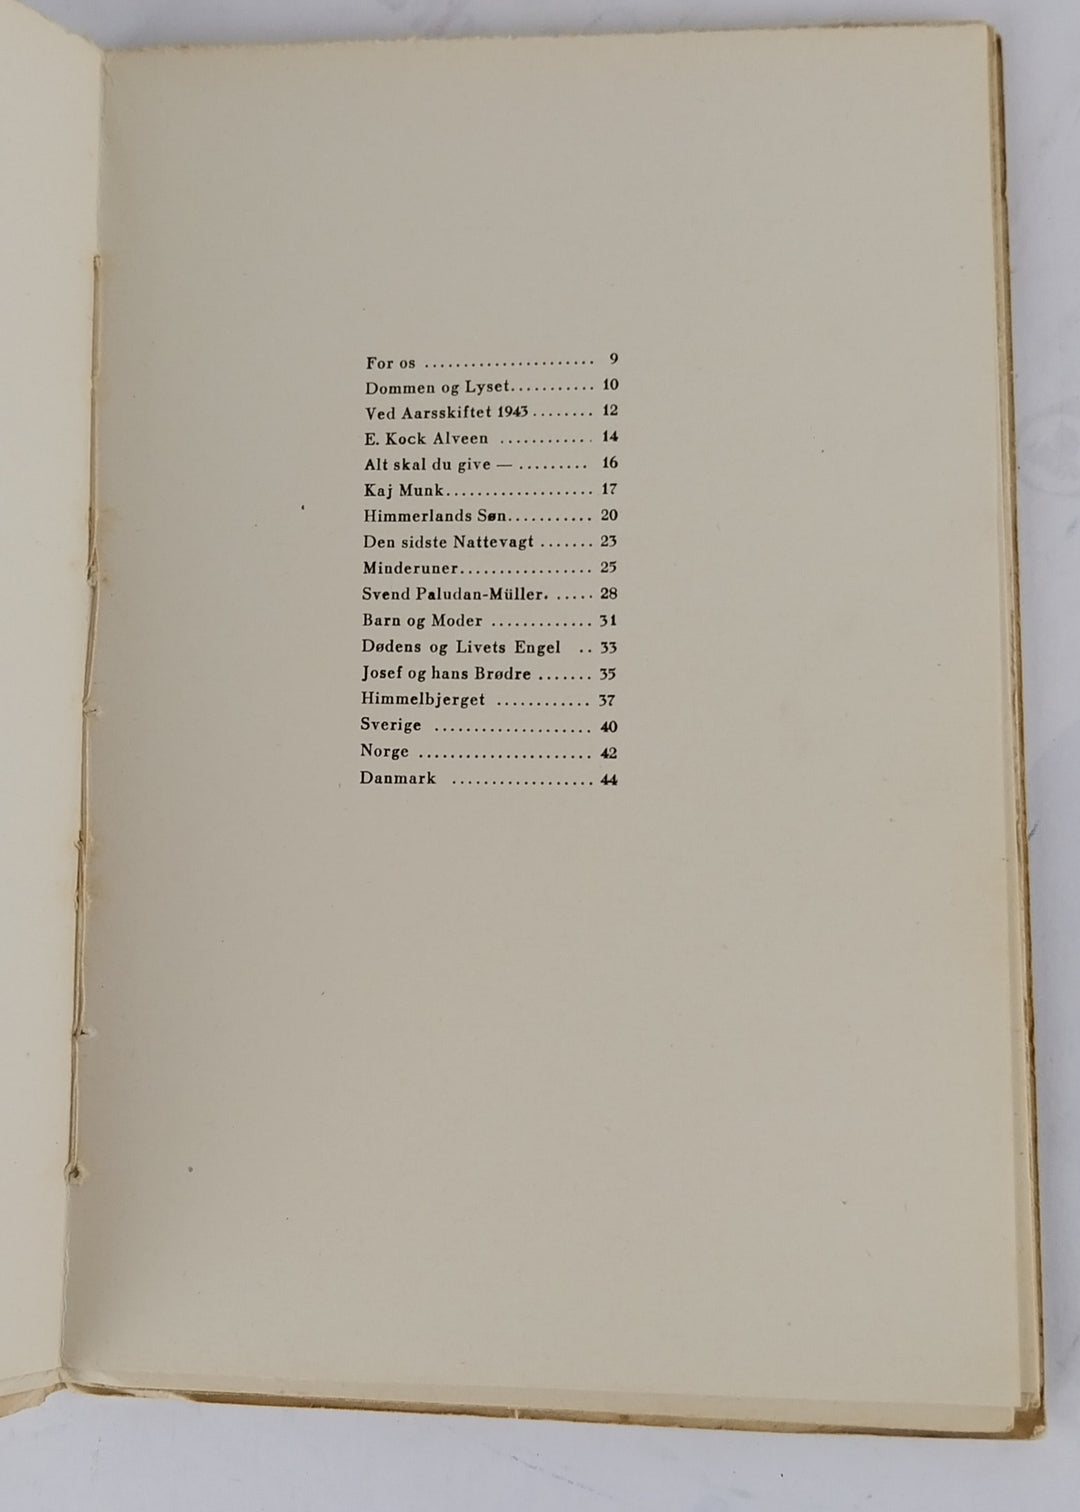 For os ...................... 9
Dommen og Lyset........... 10
Ved Aarsskiftet 1943........ 12
E. Kock Alveen ............ 14
Alt skal du give — ......... 16
Kaj Munk................... 17
Himmerlands Søn........... 20
Den sidste Nattevagt ....... 23
Minderuner................. 25
Svend Paludan-Müller. ..... 28
Barn og Moder ............. 31
Dødens og Livets Engel .. 33
Josef og hans Brødre ....... 35
Himmelbjerget ............ 37
Sverige .................... 40
Norge ...................... 42
Danmark .................. 44